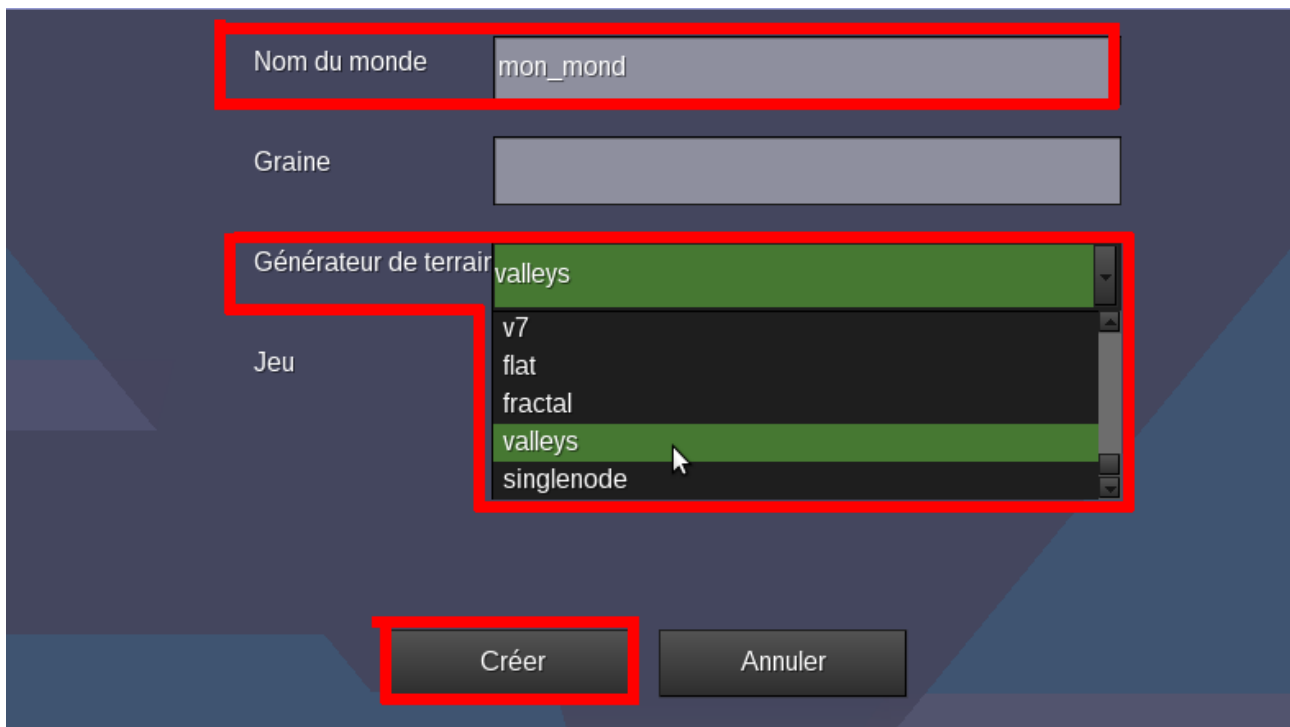 Nom du monde mon_mond
Graine
Générateur de terrain valleys
v7
flat
Jeu
fractal
valleys
singlenode
Créer Annuler